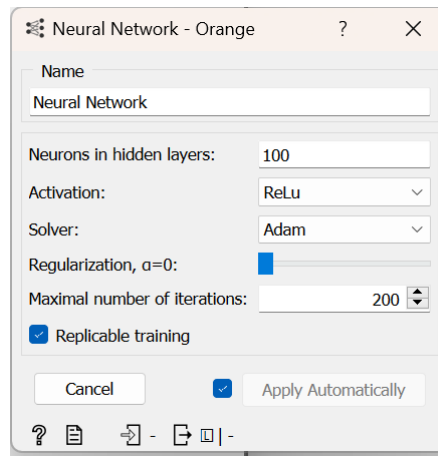 Neural Network - Orange ?
Name
Neural Network
Neurons in hidden layers: 100
Activation: ReLu
Solver: Adam
Regularization, α=0:
Maximal number of iterations: 200
Replicable training
Cancel Apply Automatically
? - L | -